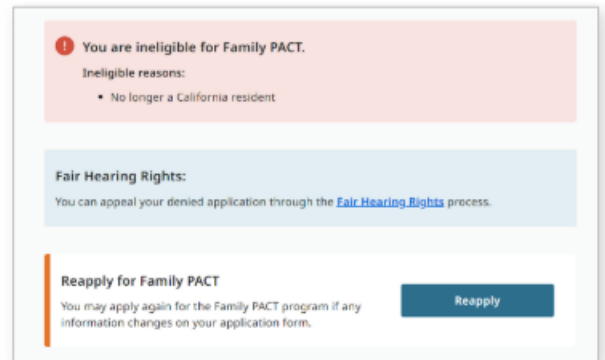 You are ineligible for Family PACT.
Ineligible reasons:
• No longer a California resident
Fair Hearing Rights:
You can appeal your denied application through the Fair Hearing Rights process.
Reapply for Family PACT
You may apply again for the Family PACT program if any
information changes on your application form.
Reapply